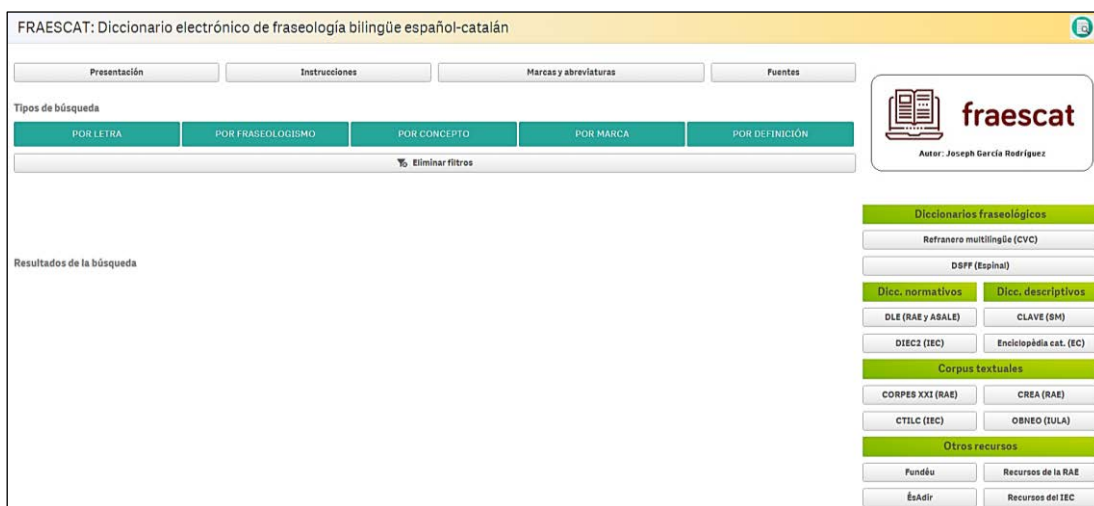 FRAESCAT: Diccionario electrónico de fraseología bilingüe español-catalán
Presentación Instrucciones Marcas y abreviaturas Fuentes
Tipos de búsqueda
POR LETRA POR FRASEOLOGISMO POR CONCEPTO POR MARCA POR DEFINICIÓN
Eliminar filtros
Resultados de la búsqueda
fraescat
Autor: Joseph García Rodríguez
Diccionarios fraseológicos
Refranero multilingüe (CVC)
DSFF (Espinal)
Dicc. normativos Dicc. descriptivos
DLE (RAE y ASALE) CLAVE (SM)
DIEC2 (IEC) Enciclopèdia cat. (EC)
Corpus textuales
CORPES XXI (RAE) CREA (RAE)
CTILC (IEC) OBNEO (IULA)
Otros recursos
Fundéu Recursos de la RAE
ÉsAdir Recursos del IEC